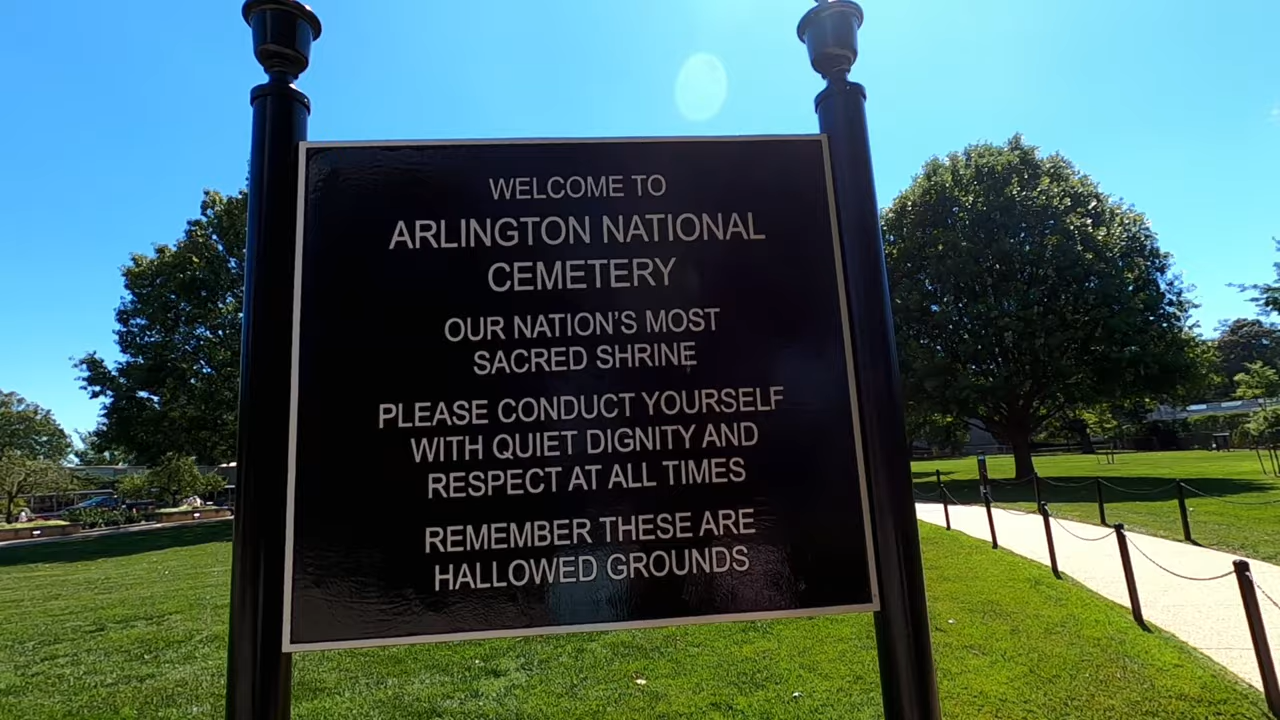 WELCOME TO
ARLINGTON NATIONAL
CEMETERY
OUR NATION'S MOST
SACRED SHRINE
PLEASE CONDUCT YOURSELF
WITH QUIET DIGNITY AND
RESPECT AT ALL TIMES
REMEMBER THESE ARE
HALLOWED GROUNDS